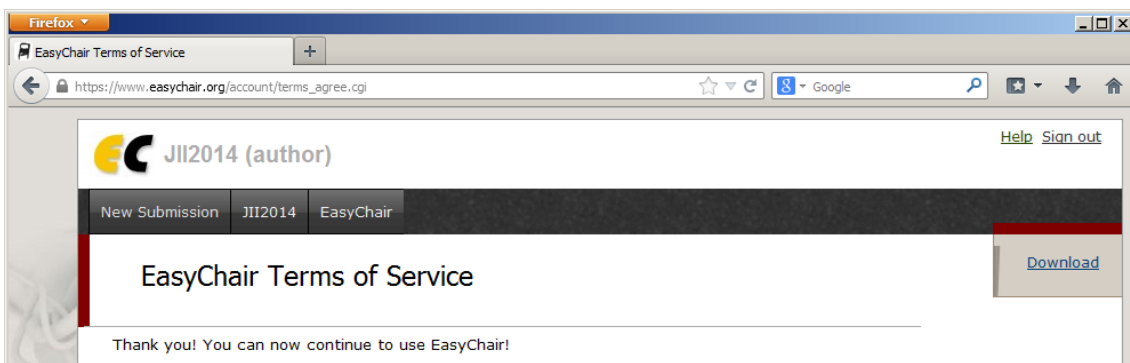 Firefox
EasyChair Terms of Service
https://www.easychair.org/account/terms_agree.cgi
Google
Help Sign out
EC JII2014 (author)
New Submission JII2014 EasyChair
Download
EasyChair Terms of Service
Thank you! You can now continue to use EasyChair!